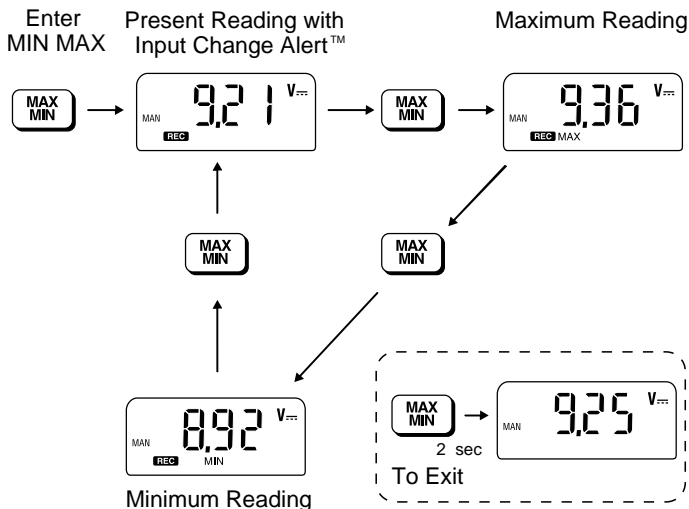 Enter
MIN MAX
Present Reading with
Input Change Alert™
Maximum Reading
MAX
MIN
9.21 V
MAN
REC
MAX
MIN
9.36 V
MAN
REC MAX
MAX
MIN
MAX
MIN
8.92 V
MAN
REC MIN
Minimum Reading
MAX
MIN
2 sec
To Exit
9.25 V
MAN